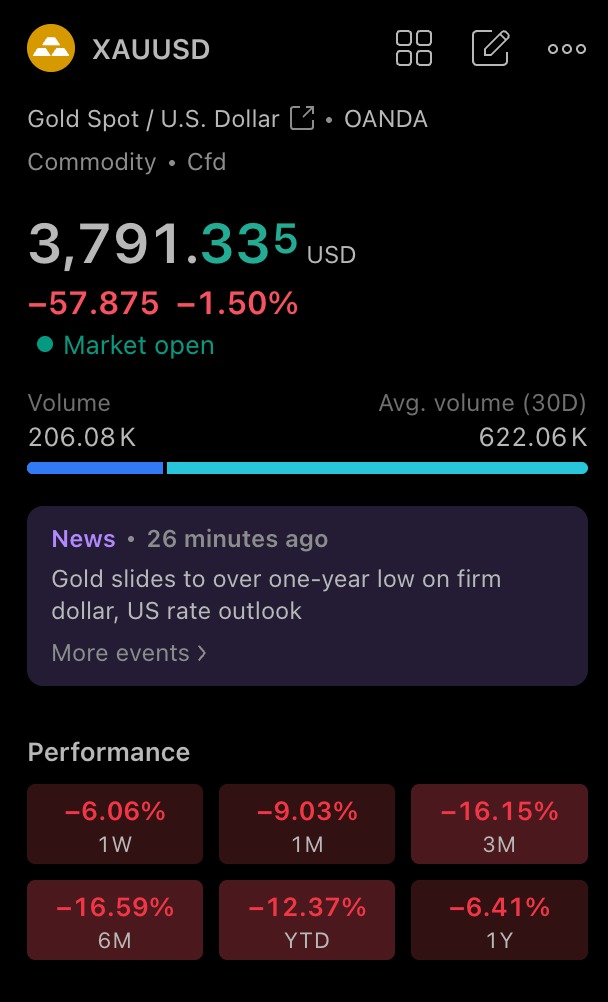 XAUUSD
Gold Spot / U.S. Dollar • OANDA
Commodity • Cfd
3,791.335 USD
−57.875 −1.50%
Market open
Volume Avg. volume (30D)
206.08 K 622.06 K
News • 26 minutes ago
Gold slides to over one-year low on firm
dollar, US rate outlook
More events >
Performance
−6.06% −9.03% −16.15%
1W 1M 3M
−16.59% −12.37% −6.41%
6M YTD 1Y